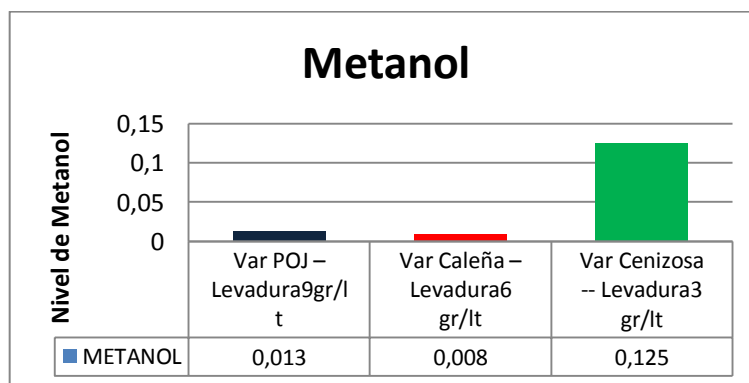 Metanol
Nivel de Metanol
0,15
0,1
0,05
0
Var POJ –
Levadura9gr/l
t
Var Caleña –
Levadura6
gr/lt
Var Cenizosa
-- Levadura3
gr/lt
METANOL 0,013 0,008 0,125